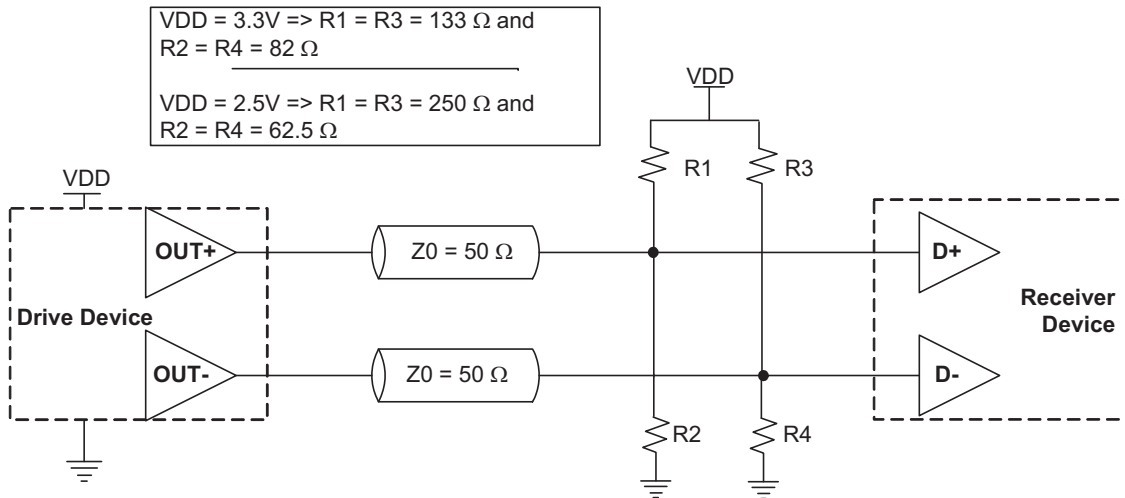 VDD = 3.3V => R1 = R3 = 133 Ω and
R2 = R4 = 82 Ω
VDD = 2.5V => R1 = R3 = 250 Ω and
R2 = R4 = 62.5 Ω
VDD
R1
R3
VDD
OUT+
Z0 = 50 Ω
D+
Drive Device
Receiver
Device
OUT-
Z0 = 50 Ω
D-
R2
R4